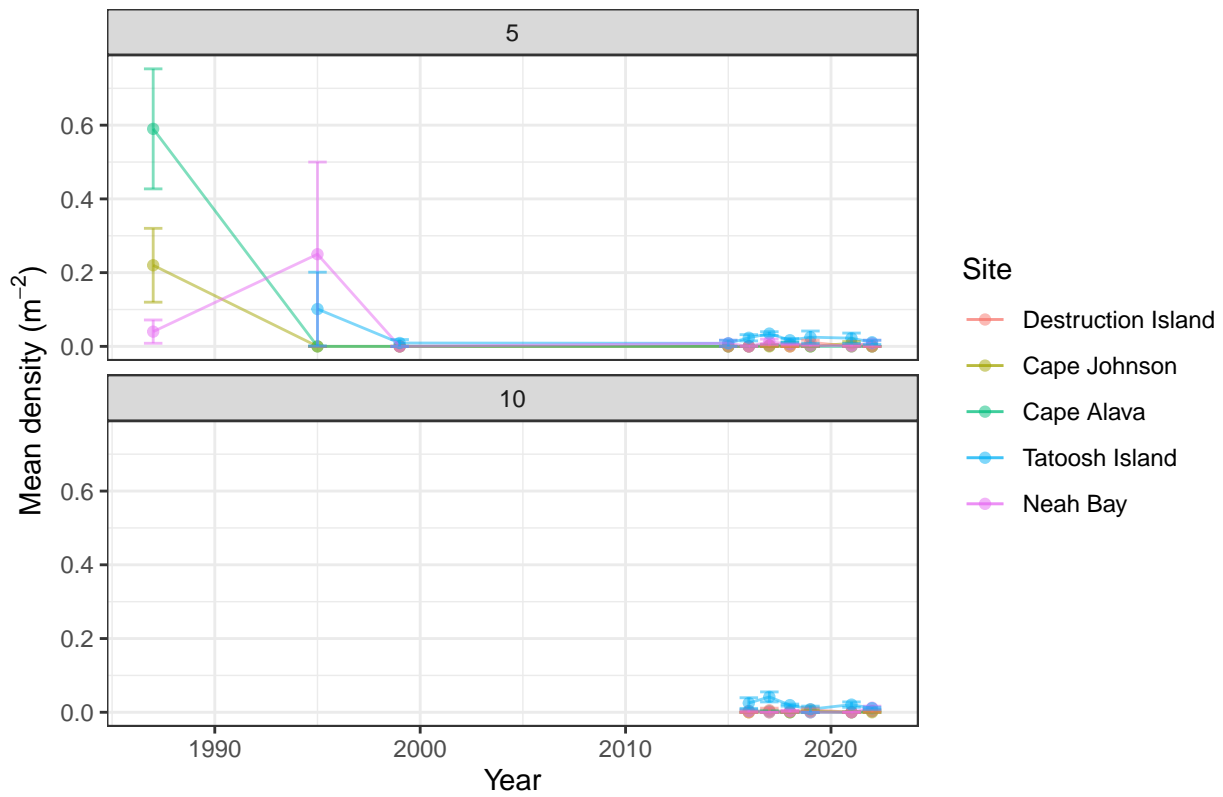 5
0.6
0.4
0.2
0.0
10
0.6
0.4
0.2
0.0
Mean density (m⁻²)
1990 2000 2010 2020
Year
Site
Destruction Island
Cape Johnson
Cape Alava
Tatoosh Island
Neah Bay